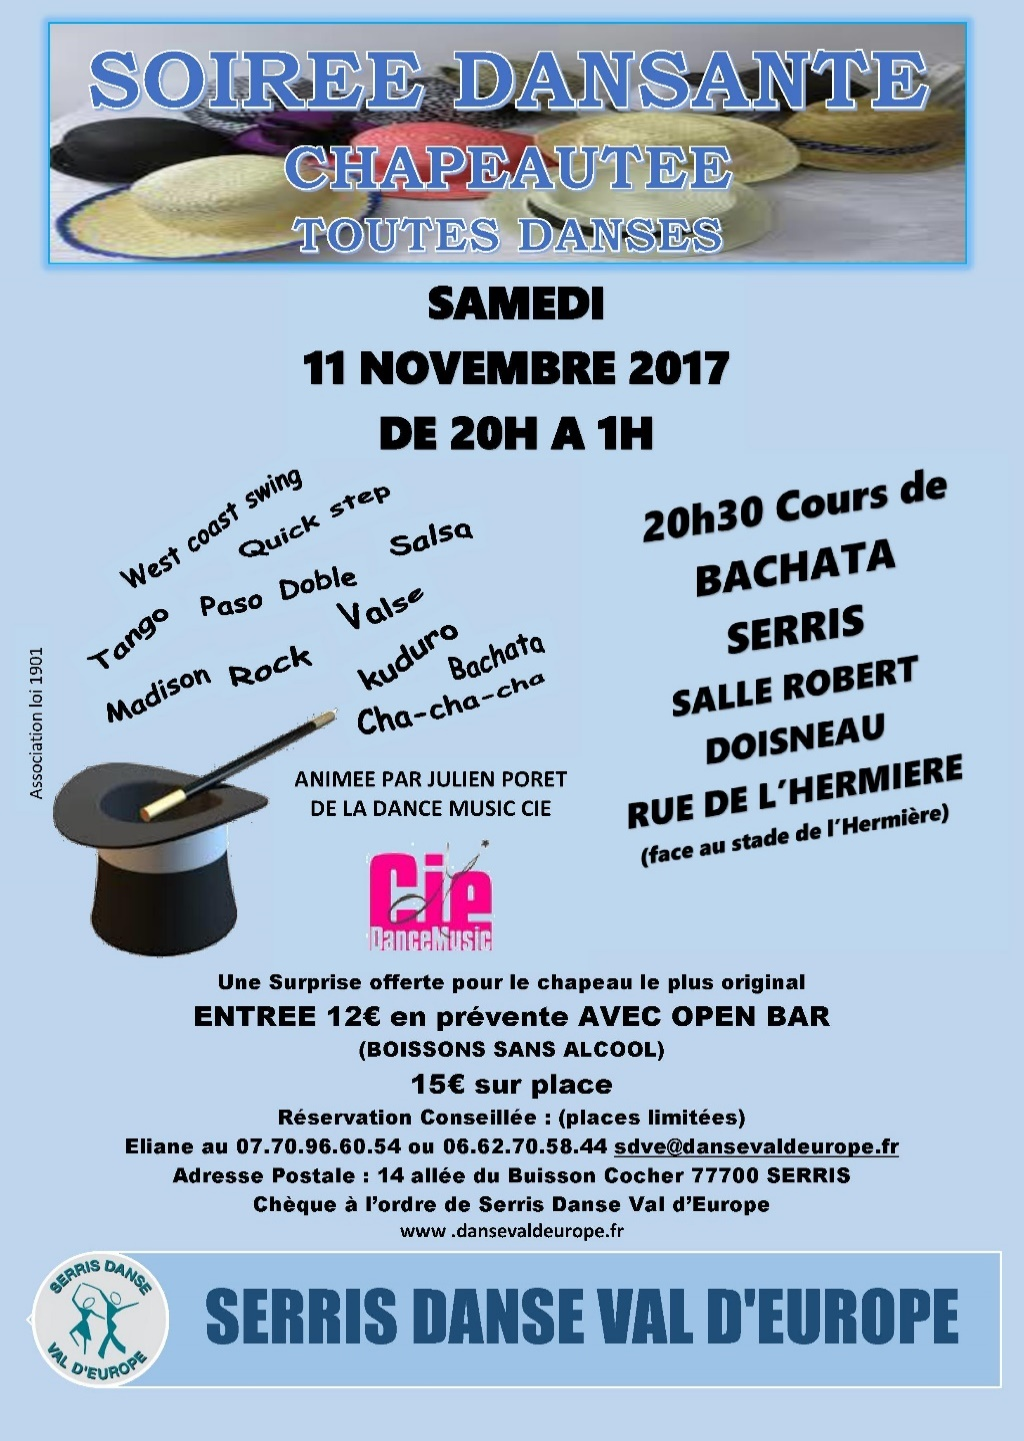 SOIREE DANSANTE
CHAPEAUTEE
TOUTES DANSES
SAMEDI
11 NOVEMBRE 2017
DE 20H A 1H
West coast swing
Quick step
Salsa
Tango
Paso Doble
Valse
Madison
Rock
kuduro
Bachata
Cha-cha-cha
20h30 Cours de
BACHATA
SERRIS
SALLE ROBERT
DOISNEAU
RUE DE L'HERMIERE
(face au stade de l'Hermière)
Association loi 1901
ANIMEE PAR JULIEN PORET
DE LA DANCE MUSIC CIE
Cie
DanceMusic
Une Surprise offerte pour le chapeau le plus original
ENTREE 12€ en prévente AVEC OPEN BAR
(BOISSONS SANS ALCOOL)
15€ sur place
Réservation Conseillée : (places limitées)
Eliane au 07.70.96.60.54 ou 06.62.70.58.44 sdve@dansevaldeurope.fr
Adresse Postale : 14 allée du Buisson Cocher 77700 SERRIS
Chèque à l'ordre de Serris Danse Val d'Europe
www .dansevaldeurope.fr
SERRIS DANSE
VAL D'EUROPE
SERRIS DANSE VAL D'EUROPE